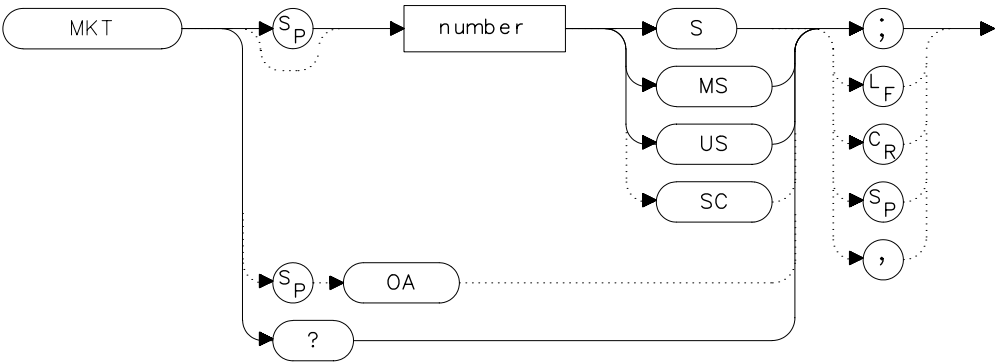 MKT SP number S ;
MS LF
US CR
SC SP
,
SP OA
?